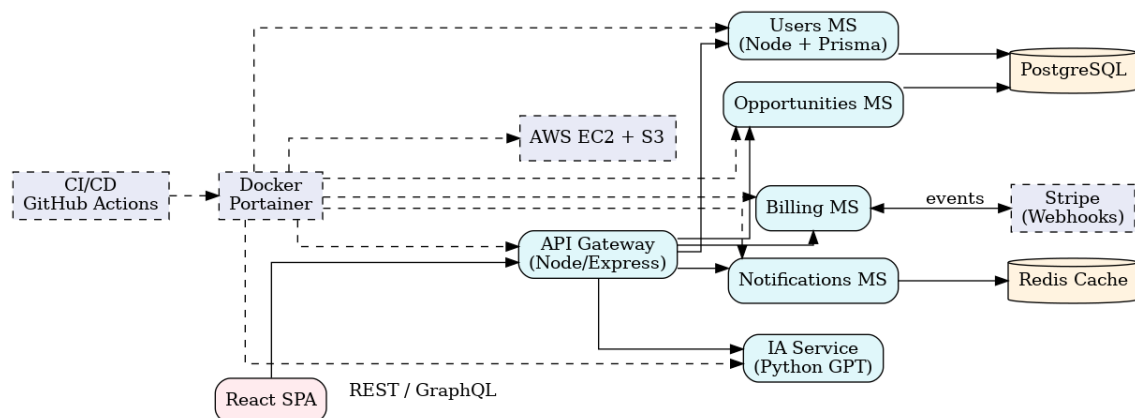 Users MS
(Node + Prisma)
PostgreSQL
Opportunities MS
AWS EC2 + S3
CI/CD
GitHub Actions
Docker
Portainer
Billing MS
events
Stripe
(Webhooks)
API Gateway
(Node/Express)
Notifications MS
Redis Cache
IA Service
(Python GPT)
React SPA
REST / GraphQL